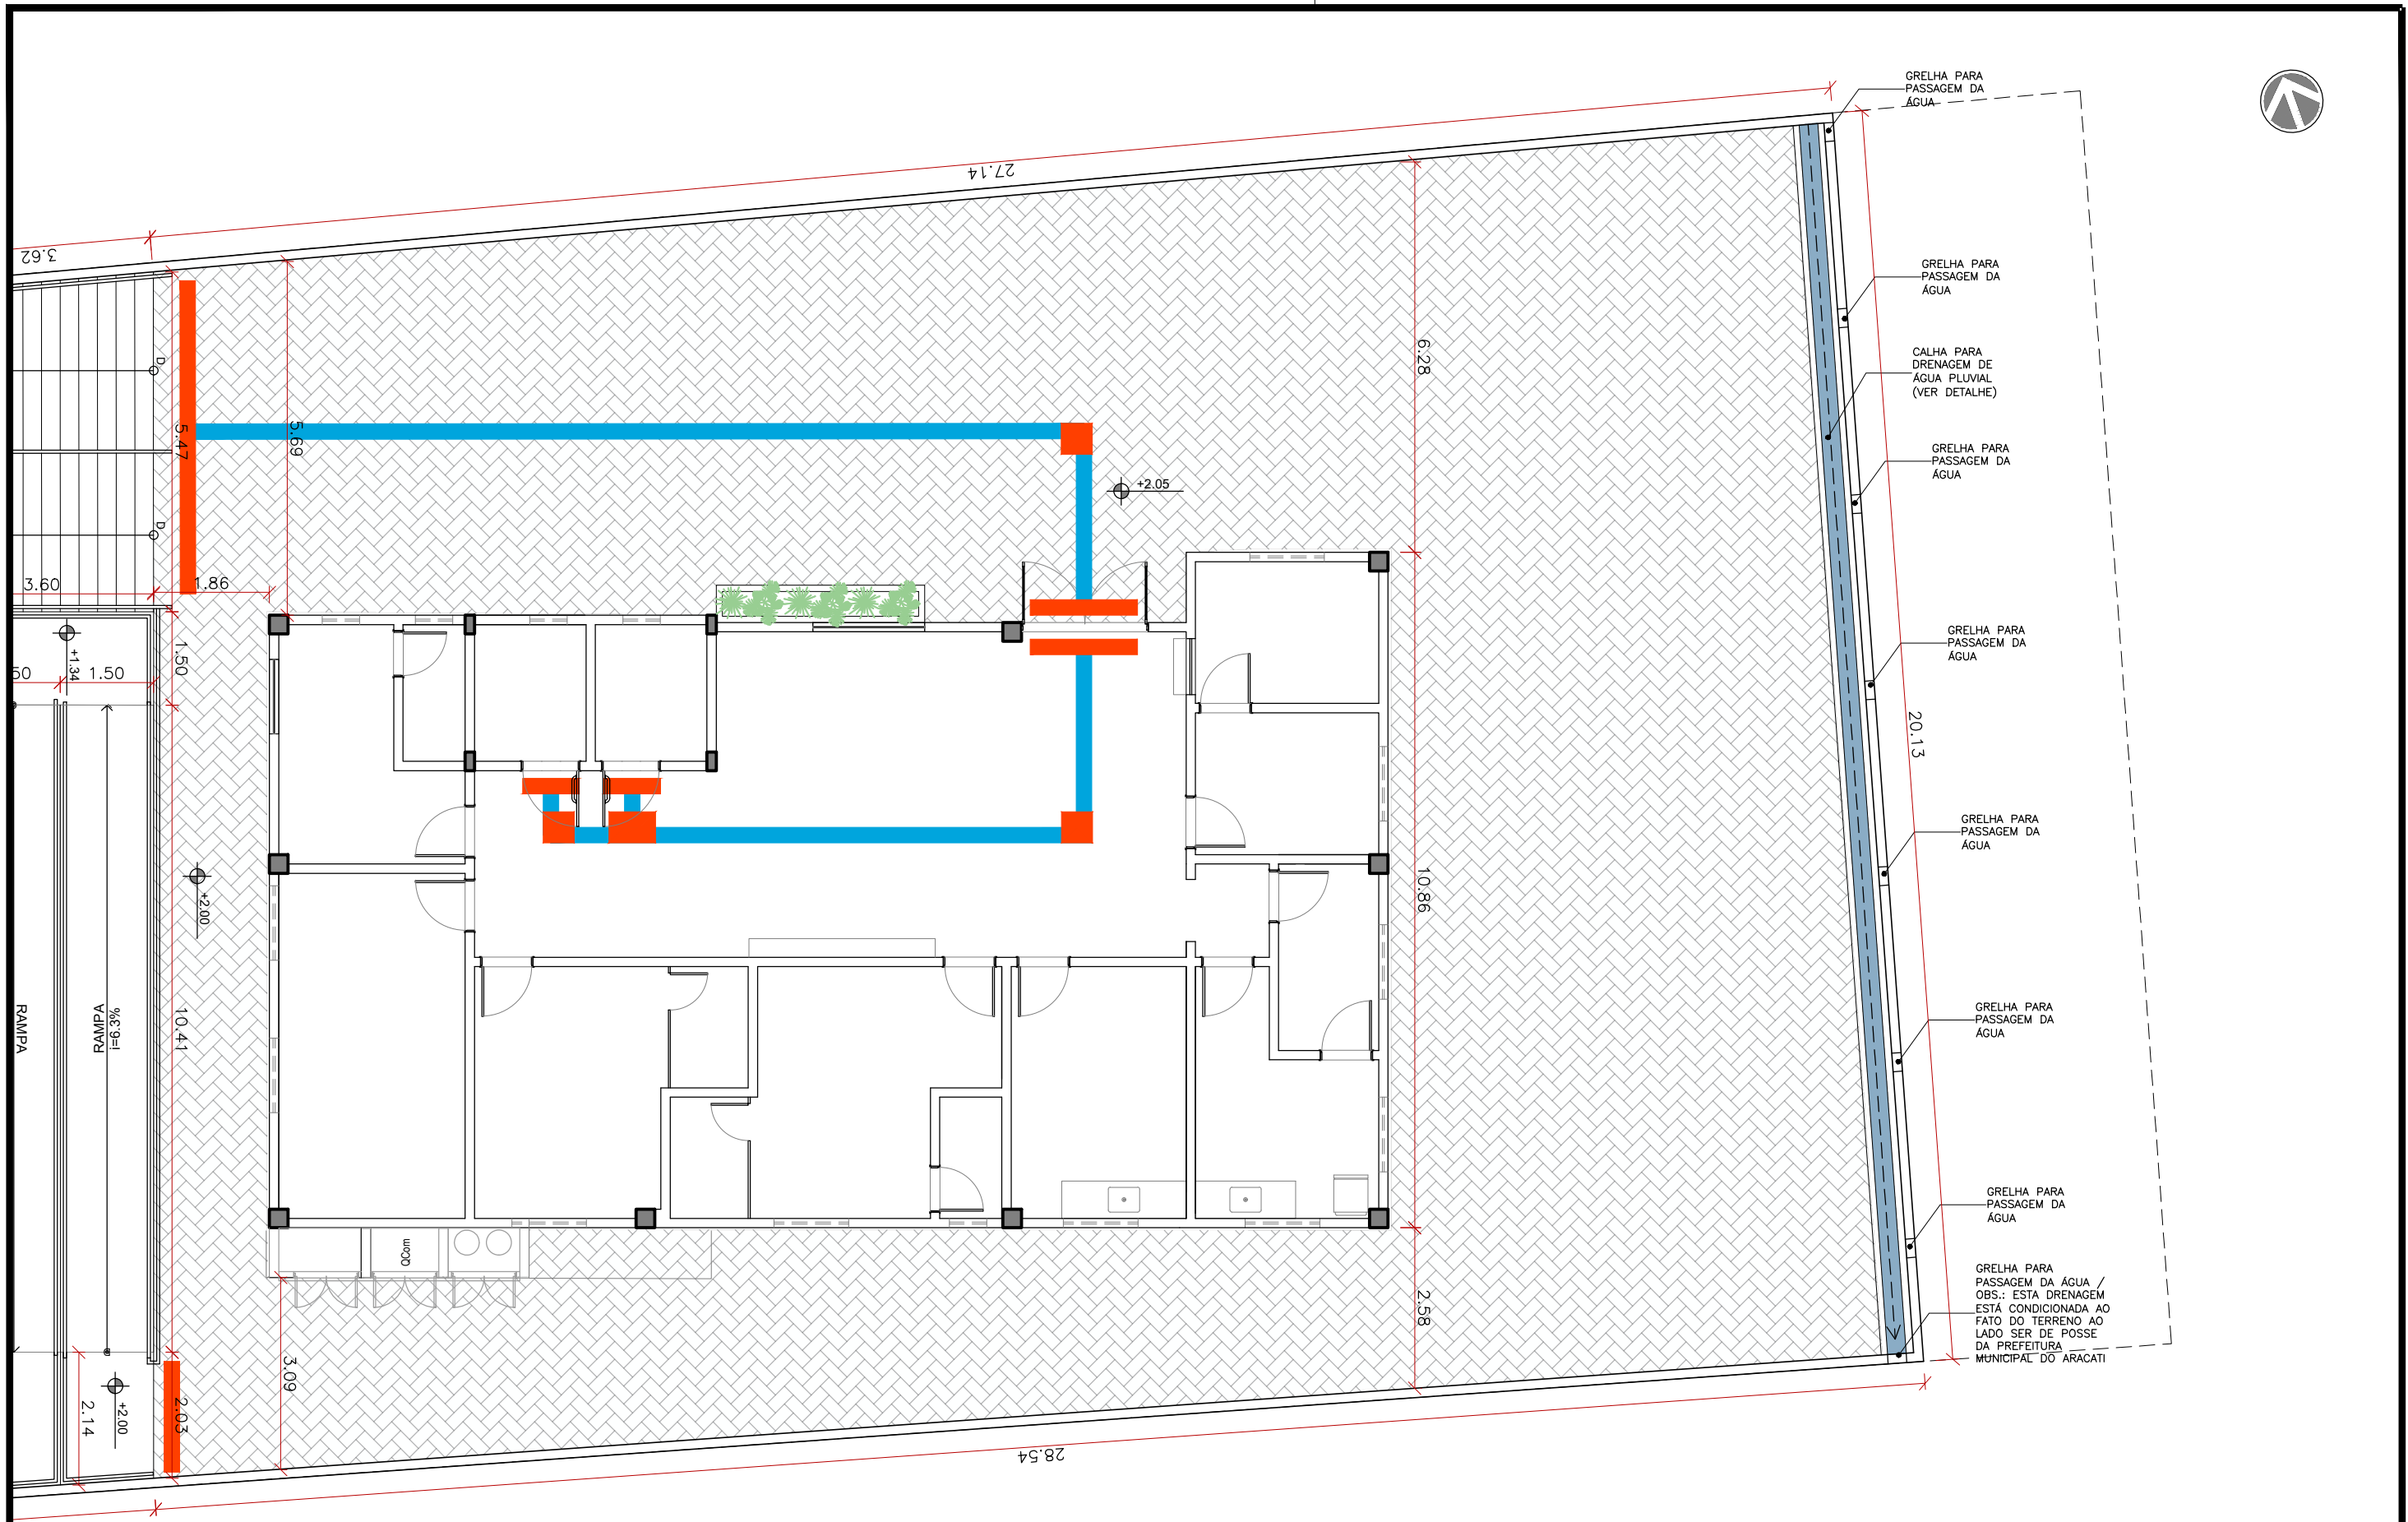 GRELHA PARA
PASSAGEM DA
ÁGUA
27.14
3.62
GRELHA PARA
PASSAGEM DA
ÁGUA
6.28
CALHA PARA
DRENAGEM DE
ÁGUA PLUVIAL
(VER DETALHE)
D
5.47
5.69
GRELHA PARA
PASSAGEM DA
ÁGUA
+2.05
D
3.60
1.86
GRELHA PARA
PASSAGEM DA
ÁGUA
+1.34
1.50
50
1.50
20.13
GRELHA PARA
PASSAGEM DA
ÁGUA
+2.00
10.86
GRELHA PARA
PASSAGEM DA
ÁGUA
RAMPA
RAMPA
i=6.3%
10.41
GRELHA PARA
PASSAGEM DA
ÁGUA
GRELHA PARA
PASSAGEM DA ÁGUA /
OBS.: ESTA DRENAGEM
ESTÁ CONDICIONADA AO
FATO DO TERRENO AO
LADO SER DE POSSE
DA PREFEITURA
MUNICIPAL DO ARACATI
2.58
3.09
2.14
+2.00
2.03
28.54